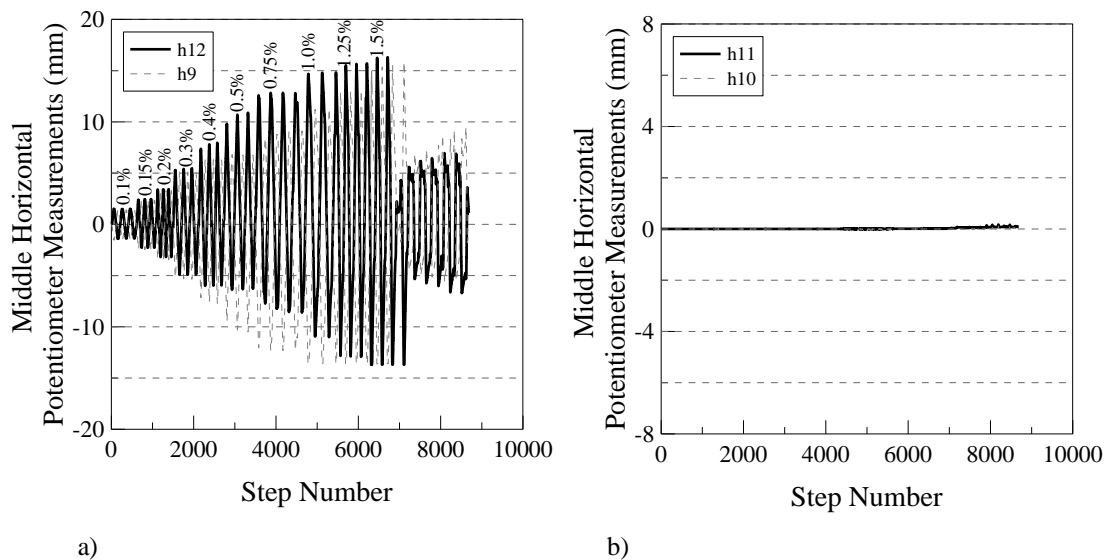 20
10
0
-10
-20
Middle Horizontal
Potentiometer Measurements (mm)
h12
h9
0.1%
0.15%
0.2%
0.3%
0.4%
0.5%
0.75%
1.0%
1.25%
1.5%
0 2000 4000 6000 8000 10000
Step Number
a)
8
4
0
-4
-8
Middle Horizontal
Potentiometer Measurements (mm)
h11
h10
0 2000 4000 6000 8000 10000
Step Number
b)